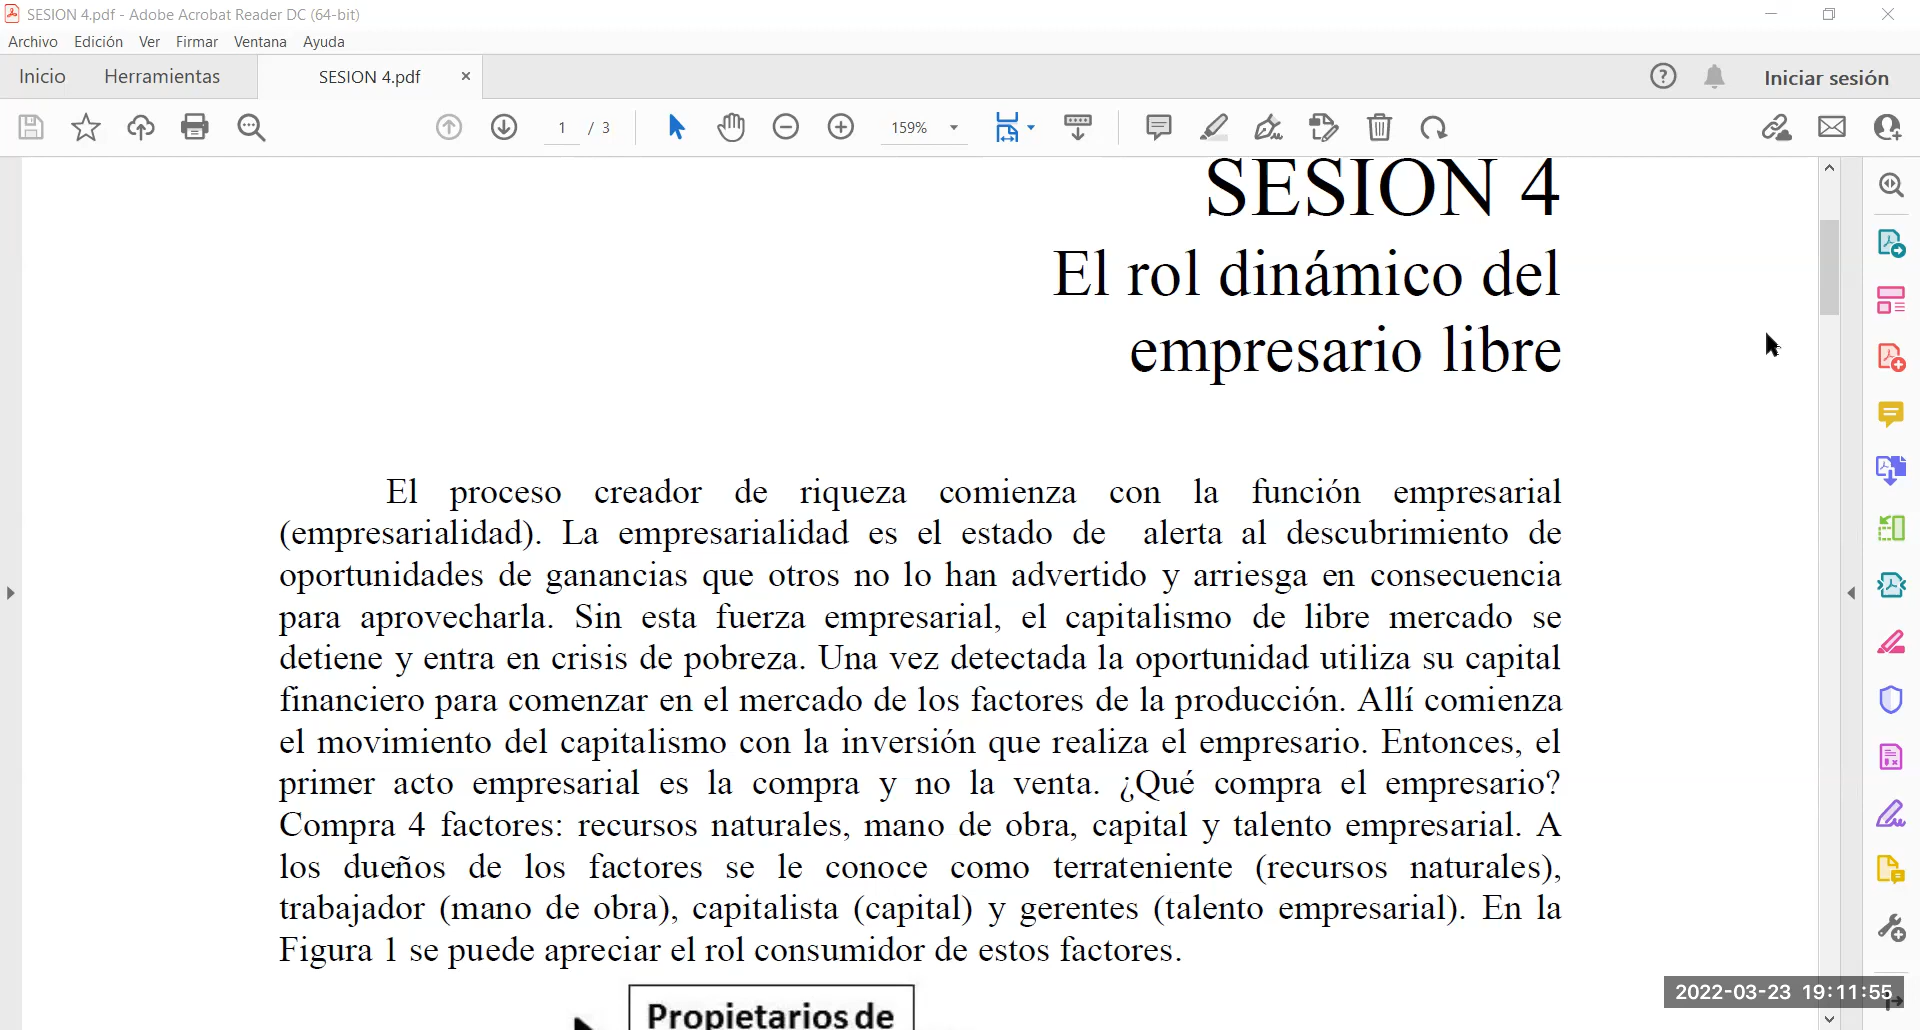 SESION 4.pdf - Adobe Acrobat Reader DC (64-bit)
Archivo Edición Ver Firmar Ventana Ayuda
Inicio Herramientas SESION 4.pdf × Iniciar sesión
1 / 3 159%
SESION 4
El rol dinámico del
empresario libre
El proceso creador de riqueza comienza con la función empresarial
(empresarialidad). La empresarialidad es el estado de alerta al descubrimiento de
oportunidades de ganancias que otros no lo han advertido y arriesga en consecuencia
para aprovecharla. Sin esta fuerza empresarial, el capitalismo de libre mercado se
detiene y entra en crisis de pobreza. Una vez detectada la oportunidad utiliza su capital
financiero para comenzar en el mercado de los factores de la producción. Allí comienza
el movimiento del capitalismo con la inversión que realiza el empresario. Entonces, el
primer acto empresarial es la compra y no la venta. ¿Qué compra el empresario?
Compra 4 factores: recursos naturales, mano de obra, capital y talento empresarial. A
los dueños de los factores se le conoce como terrateniente (recursos naturales),
trabajador (mano de obra), capitalista (capital) y gerentes (talento empresarial). En la
Figura 1 se puede apreciar el rol consumidor de estos factores.
Propietarios de
2022-03-23 19:11:55